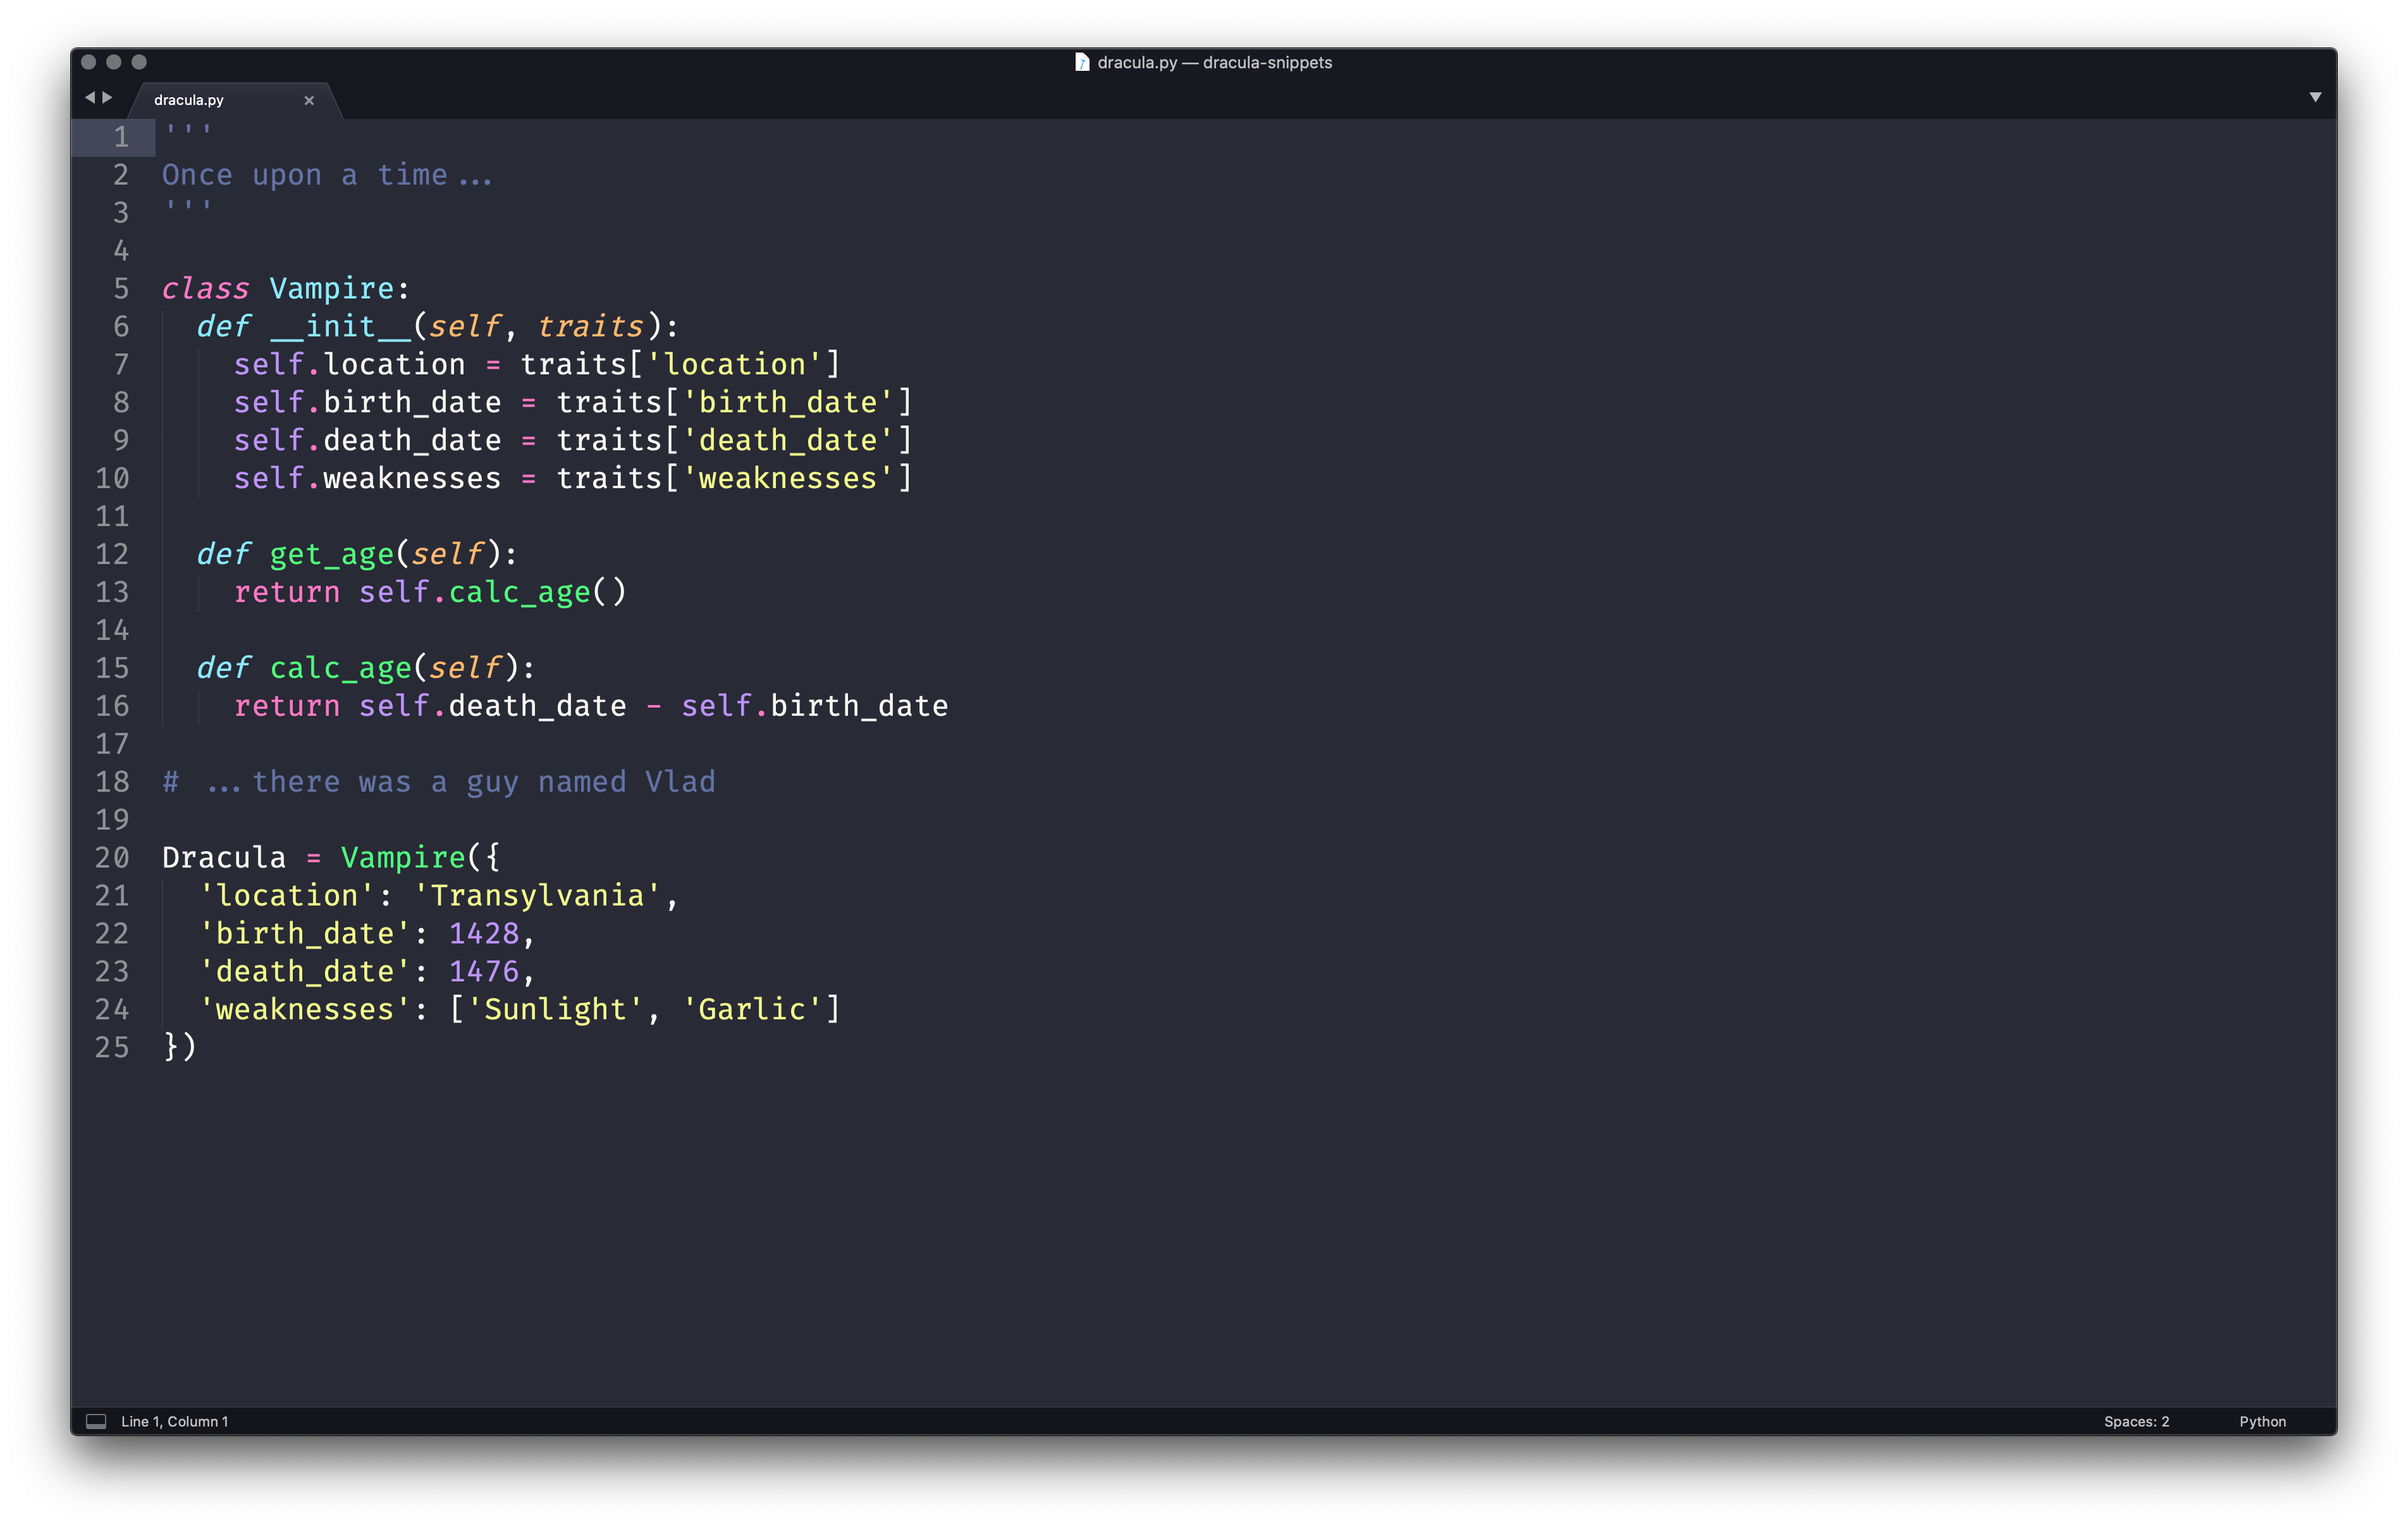 dracula.py — dracula-snippets
dracula.py
1 '''
2 Once upon a time...
3 '''
4
5 class Vampire:
6   def __init__(self, traits):
7     self.location = traits['location']
8     self.birth_date = traits['birth_date']
9     self.death_date = traits['death_date']
10     self.weaknesses = traits['weaknesses']
11
12   def get_age(self):
13     return self.calc_age()
14
15   def calc_age(self):
16     return self.death_date - self.birth_date
17
18 # ...there was a guy named Vlad
19
20 Dracula = Vampire({
21   'location': 'Transylvania',
22   'birth_date': 1428,
23   'death_date': 1476,
24   'weaknesses': ['Sunlight', 'Garlic']
25 })
Line 1, Column 1 Spaces: 2 Python